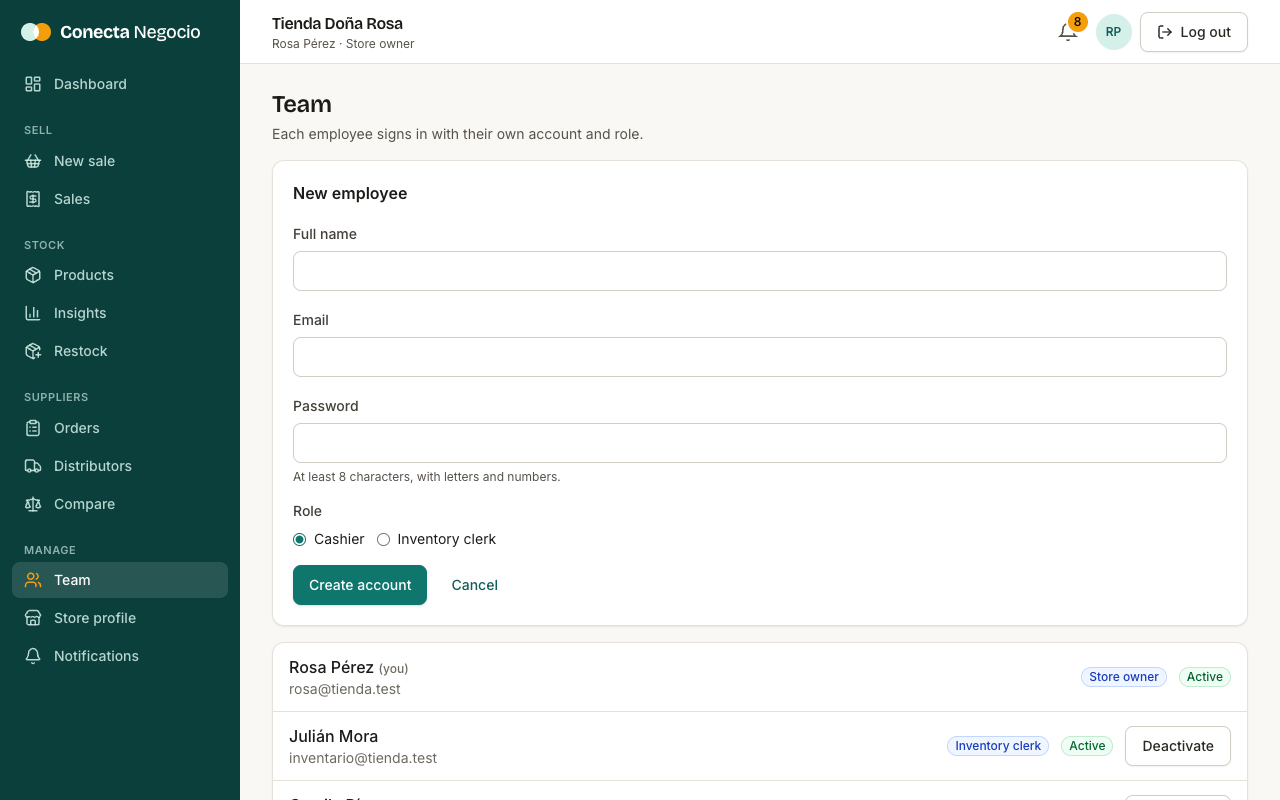 Conecta Negocio
Dashboard
SELL
New sale
Sales
STOCK
Products
Insights
Restock
SUPPLIERS
Orders
Distributors
Compare
MANAGE
Team
Store profile
Notifications
Tienda Doña Rosa
Rosa Pérez · Store owner
8
RP
Log out
Team
Each employee signs in with their own account and role.
New employee
Full name
Email
Password
At least 8 characters, with letters and numbers.
Role
Cashier
Inventory clerk
Create account
Cancel
Rosa Pérez (you)
rosa@tienda.test
Store owner
Active
Julián Mora
inventario@tienda.test
Inventory clerk
Active
Deactivate